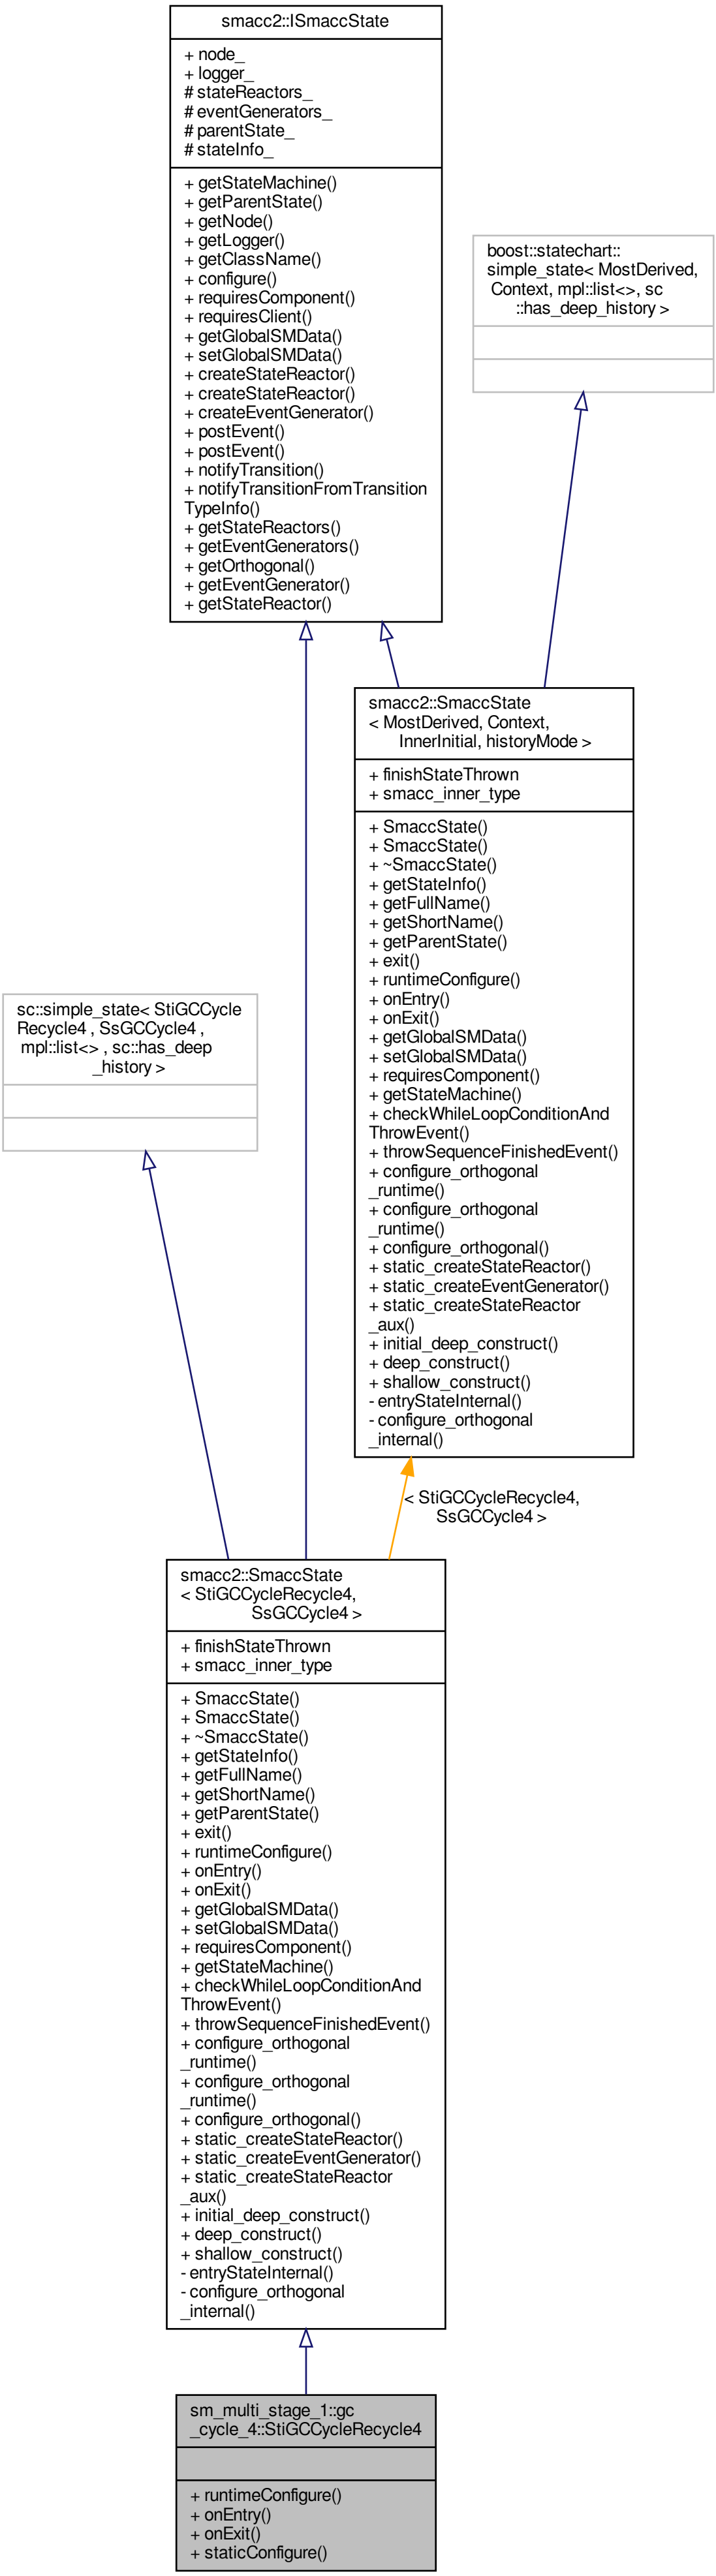 smacc2::ISmaccState
+ node_
+ logger_
# stateReactors_
# eventGenerators_
# parentState_
# stateInfo_
+ getStateMachine()
+ getParentState()
+ getNode()
+ getLogger()
+ getClassName()
+ configure()
+ requiresComponent()
+ requiresClient()
+ getGlobalSMData()
+ setGlobalSMData()
+ createStateReactor()
+ createStateReactor()
+ createEventGenerator()
+ postEvent()
+ postEvent()
+ notifyTransition()
+ notifyTransitionFromTransition
TypeInfo()
+ getStateReactors()
+ getEventGenerators()
+ getOrthogonal()
+ getEventGenerator()
+ getStateReactor()
boost::statechart::
simple_state< MostDerived,
Context, mpl::list<>, sc
::has_deep_history >
smacc2::SmaccState
< MostDerived, Context,
InnerInitial, historyMode >
+ finishStateThrown
+ smacc_inner_type
+ SmaccState()
+ SmaccState()
+ ~SmaccState()
+ getStateInfo()
+ getFullName()
+ getShortName()
+ getParentState()
+ exit()
+ runtimeConfigure()
+ onEntry()
+ onExit()
+ getGlobalSMData()
+ setGlobalSMData()
+ requiresComponent()
+ getStateMachine()
+ checkWhileLoopConditionAnd
ThrowEvent()
+ throwSequenceFinishedEvent()
+ configure_orthogonal
_runtime()
+ configure_orthogonal
_runtime()
+ configure_orthogonal()
+ static_createStateReactor()
+ static_createEventGenerator()
+ static_createStateReactor
_aux()
+ initial_deep_construct()
+ deep_construct()
+ shallow_construct()
- entryStateInternal()
- configure_orthogonal
_internal()
sc::simple_state< StiGCCycle
Recycle4 , SsGCCycle4 ,
mpl::list<> , sc::has_deep
_history >
< StiGCCycleRecycle4,
SsGCCycle4 >
smacc2::SmaccState
< StiGCCycleRecycle4,
SsGCCycle4 >
+ finishStateThrown
+ smacc_inner_type
+ SmaccState()
+ SmaccState()
+ ~SmaccState()
+ getStateInfo()
+ getFullName()
+ getShortName()
+ getParentState()
+ exit()
+ runtimeConfigure()
+ onEntry()
+ onExit()
+ getGlobalSMData()
+ setGlobalSMData()
+ requiresComponent()
+ getStateMachine()
+ checkWhileLoopConditionAnd
ThrowEvent()
+ throwSequenceFinishedEvent()
+ configure_orthogonal
_runtime()
+ configure_orthogonal
_runtime()
+ configure_orthogonal()
+ static_createStateReactor()
+ static_createEventGenerator()
+ static_createStateReactor
_aux()
+ initial_deep_construct()
+ deep_construct()
+ shallow_construct()
- entryStateInternal()
- configure_orthogonal
_internal()
sm_multi_stage_1::gc
_cycle_4::StiGCCycleRecycle4
+ runtimeConfigure()
+ onEntry()
+ onExit()
+ staticConfigure()